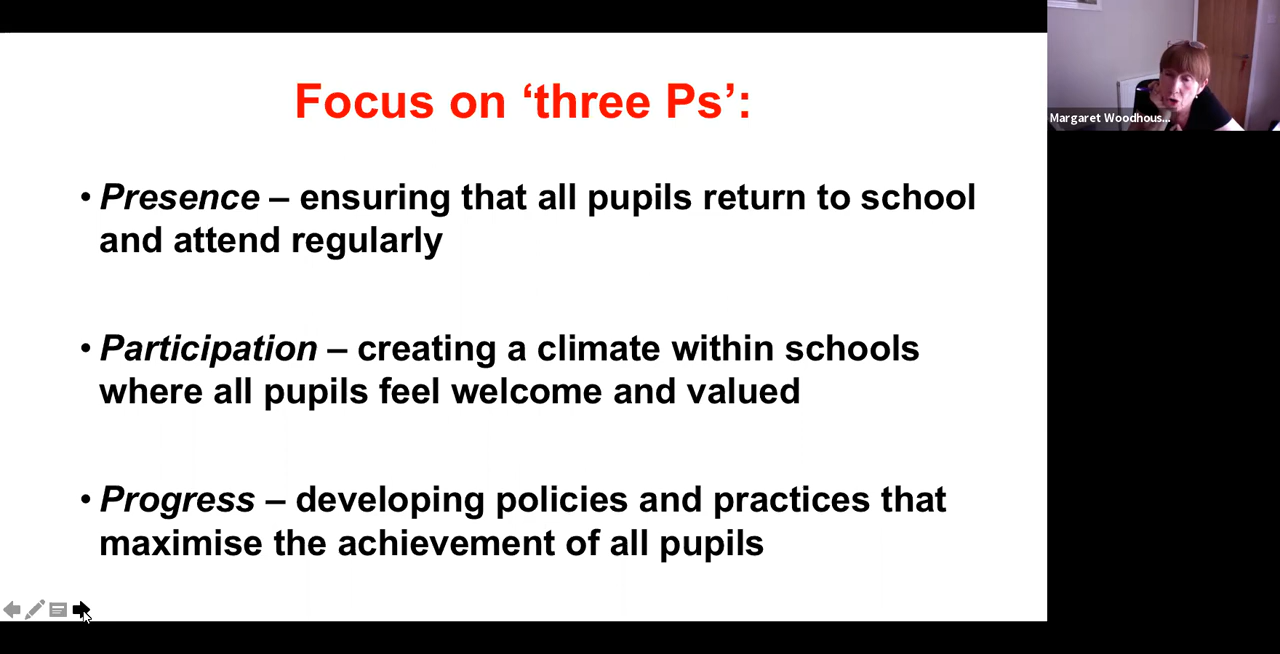 Focus on ‘three Ps’:
• Presence – ensuring that all pupils return to school
and attend regularly
• Participation – creating a climate within schools
where all pupils feel welcome and valued
• Progress – developing policies and practices that
maximise the achievement of all pupils
Margaret Woodhous...